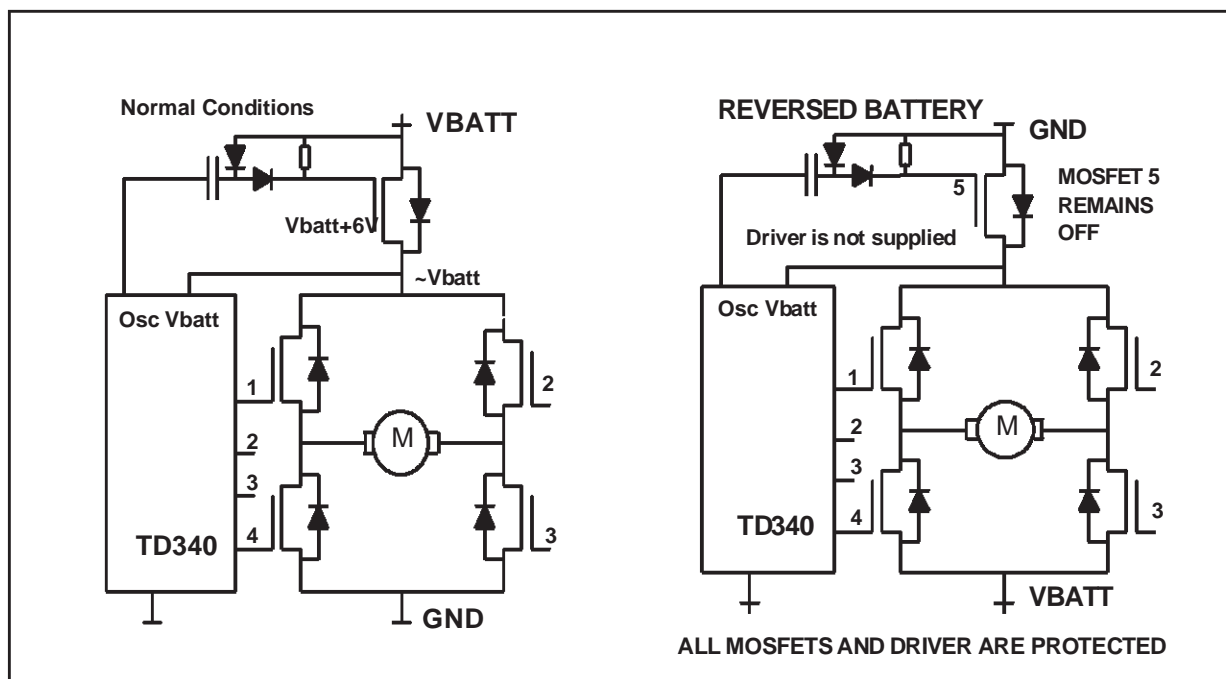 Normal Conditions
VBATT
Vbatt+6V
~Vbatt
Osc Vbatt
1
2
2
3
M
4
3
TD340
GND
REVERSED BATTERY
GND
5
MOSFET 5
REMAINS
OFF
Driver is not supplied
Osc Vbatt
1
2
2
3
M
4
3
TD340
VBATT
ALL MOSFETS AND DRIVER ARE PROTECTED